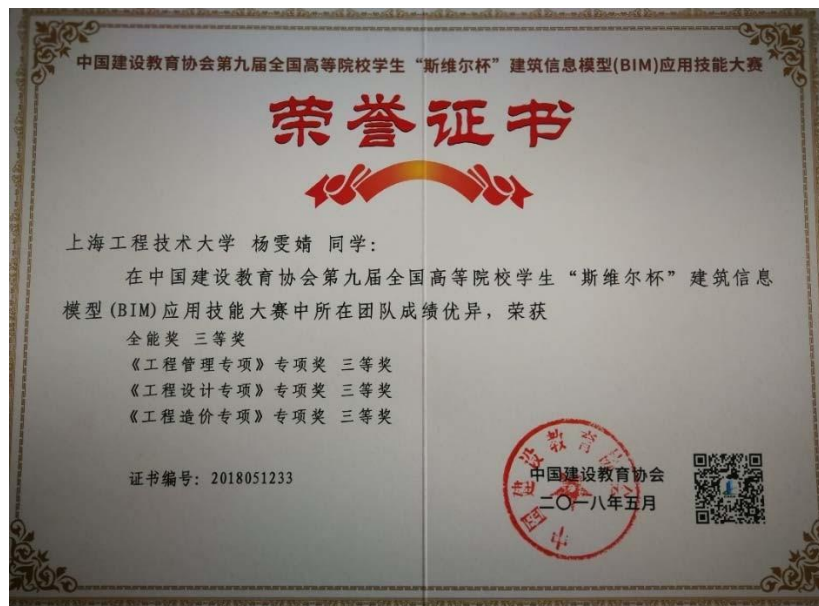 中国建设教育协会第九届全国高等院校学生“斯维尔杯”建筑信息模型(BIM)应用技能大赛
荣誉证书
上海工程技术大学 杨雯婧 同学：
在中国建设教育协会第九届全国高等院校学生“斯维尔杯”建筑信息
模型(BIM)应用技能大赛中所在团队成绩优异，荣获
全能奖 三等奖
《工程管理专项》专项奖 三等奖
《工程设计专项》专项奖 三等奖
《工程造价专项》专项奖 三等奖
证书编号：2018051233
中国建设教育协会
中国建设教育协会
二〇一八年五月